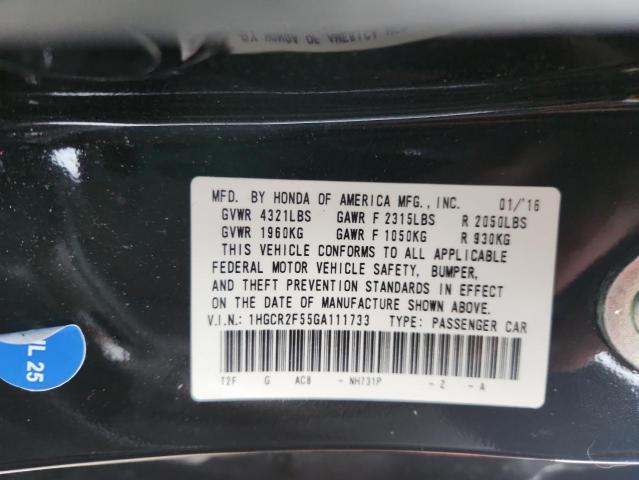 MFD. BY HONDA OF AMERICA MFG., INC. 01/'16
GVWR 4321LBS GAWR F 2315LBS R 2050LBS
GVWR 1960KG GAWR F 1050KG R 930KG
THIS VEHICLE CONFORMS TO ALL APPLICABLE
FEDERAL MOTOR VEHICLE SAFETY, BUMPER,
AND THEFT PREVENTION STANDARDS IN EFFECT
ON THE DATE OF MANUFACTURE SHOWN ABOVE.
V.I.N.: 1HGCR2F55GA111733 TYPE: PASSENGER CAR
T2F G AC8 - NH731P - Z - A
25